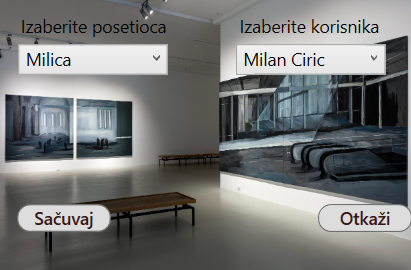 Izaberite posetioca
Izaberite korisnika
Milica
Milan Ciric
Sačuvaj
Otkaži